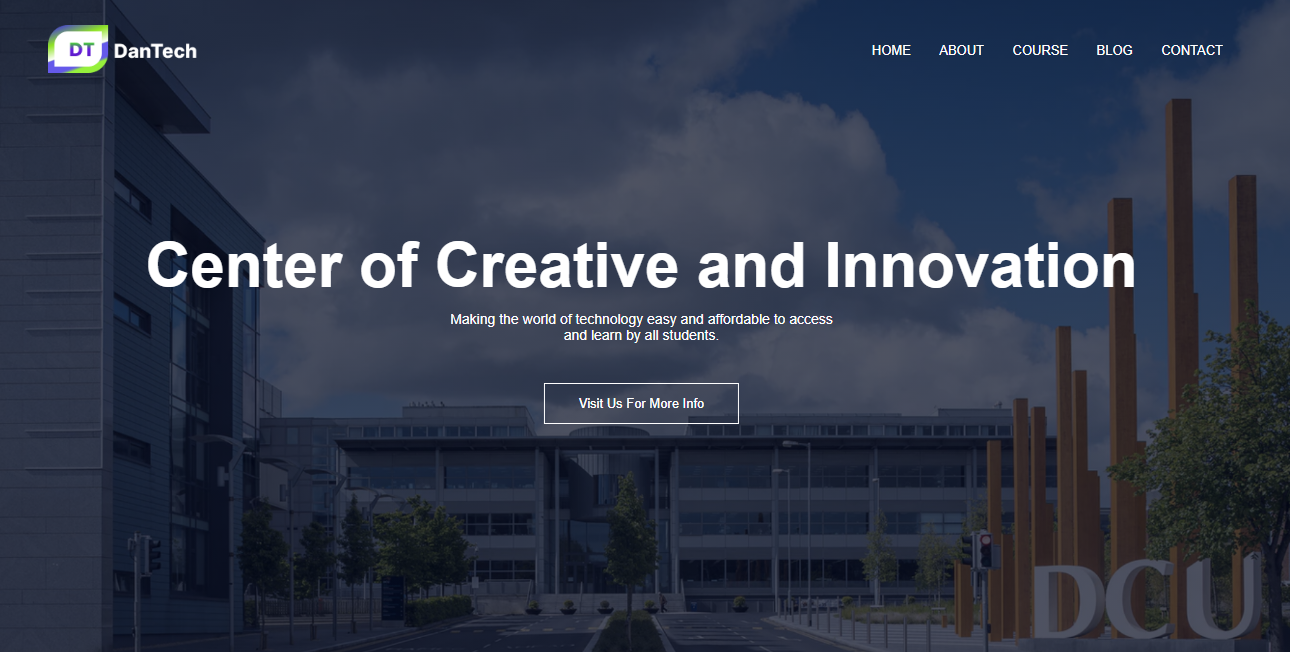 DT DanTech
HOME ABOUT COURSE BLOG CONTACT
Center of Creative and Innovation
Making the world of technology easy and affordable to access
and learn by all students.
Visit Us For More Info
DCU